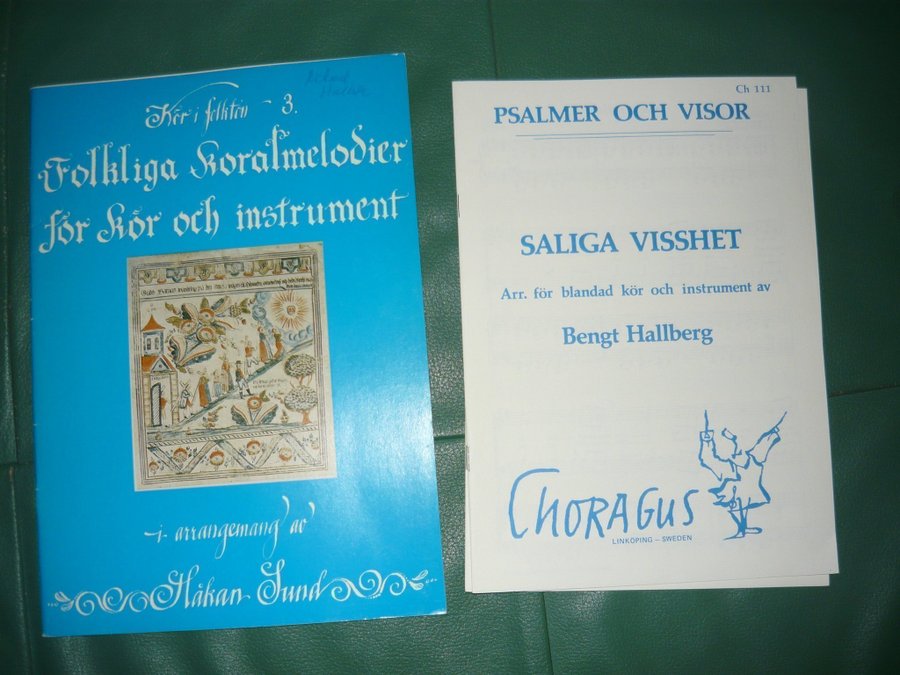 Kör i folkton 3.
Folkliga Koralmelodier
för Kör och instrument
i arrangemang av
Håkan Sund
Ch 111
PSALMER OCH VISOR
SALIGA VISSHET
Arr. för blandad kör och instrument av
Bengt Hallberg
CHORAGUS
LINKÖPING – SWEDEN